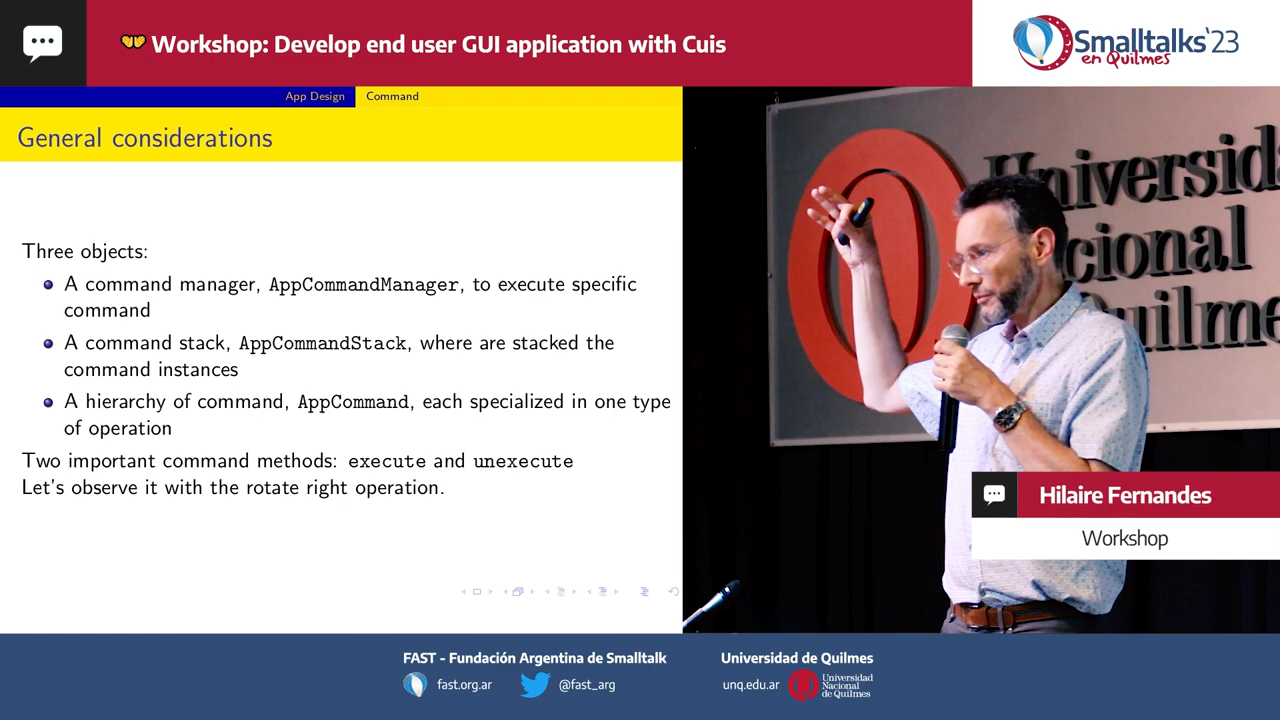 Workshop: Develop end user GUI application with Cuis
Smalltalks'23
en Quilmes
App Design
Command
General considerations
Three objects:
A command manager, AppCommandManager, to execute specific
command
A command stack, AppCommandStack, where are stacked the
command instances
A hierarchy of command, AppCommand, each specialized in one type
of operation
Two important command methods: execute and unexecute
Let's observe it with the rotate right operation.
Universida
Nacional
Quilme
Hilaire Fernandes
Workshop
FAST - Fundación Argentina de Smalltalk
fast.org.ar
@fast_arg
Universidad de Quilmes
unq.edu.ar
Universidad
Nacional
de Quilmes